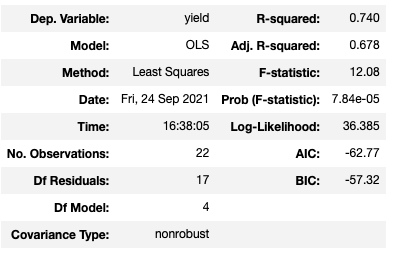 Dep. Variable: yield R-squared: 0.740
Model: OLS Adj. R-squared: 0.678
Method: Least Squares F-statistic: 12.08
Date: Fri, 24 Sep 2021 Prob (F-statistic): 7.84e-05
Time: 16:38:05 Log-Likelihood: 36.385
No. Observations: 22 AIC: -62.77
Df Residuals: 17 BIC: -57.32
Df Model: 4
Covariance Type: nonrobust